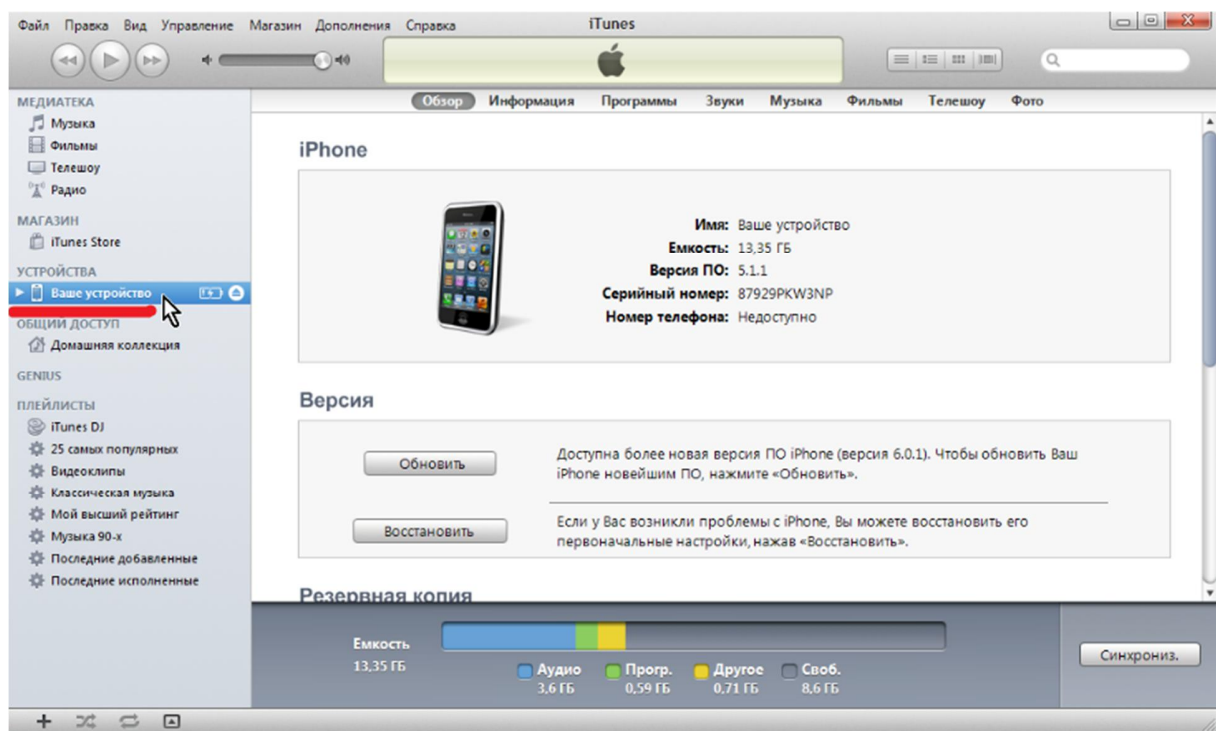 Файл Правка Вид Управление Магазин Дополнения Справка
iTunes
МЕДИАТЕКА
Музыка
Фильмы
Телешоу
Радио
МАГАЗИН
iTunes Store
УСТРОЙСТВА
Ваше устройство
ОБЩИЙ ДОСТУП
Домашняя коллекция
GENIUS
ПЛЕЙЛИСТЫ
iTunes DJ
25 самых популярных
Видеоклипы
Классическая музыка
Мой высший рейтинг
Музыка 90-х
Последние добавленные
Последние исполненные
Обзор Информация Программы Звуки Музыка Фильмы Телешоу Фото
iPhone
Имя: Ваше устройство
Емкость: 13,35 ГБ
Версия ПО: 5.1.1
Серийный номер: 87929PKW3NP
Номер телефона: Недоступно
Версия
Обновить
Доступна более новая версия ПО iPhone (версия 6.0.1). Чтобы обновить Ваш
iPhone новейшим ПО, нажмите «Обновить».
Восстановить
Если у Вас возникли проблемы с iPhone, Вы можете восстановить его
первоначальные настройки, нажав «Восстановить».
Резервная копия
Емкость
13,35 ГБ
Аудио Прогр. Другое Своб.
3,6 ГБ 0,59 ГБ 0,71 ГБ 8,6 ГБ
Синхрониз.